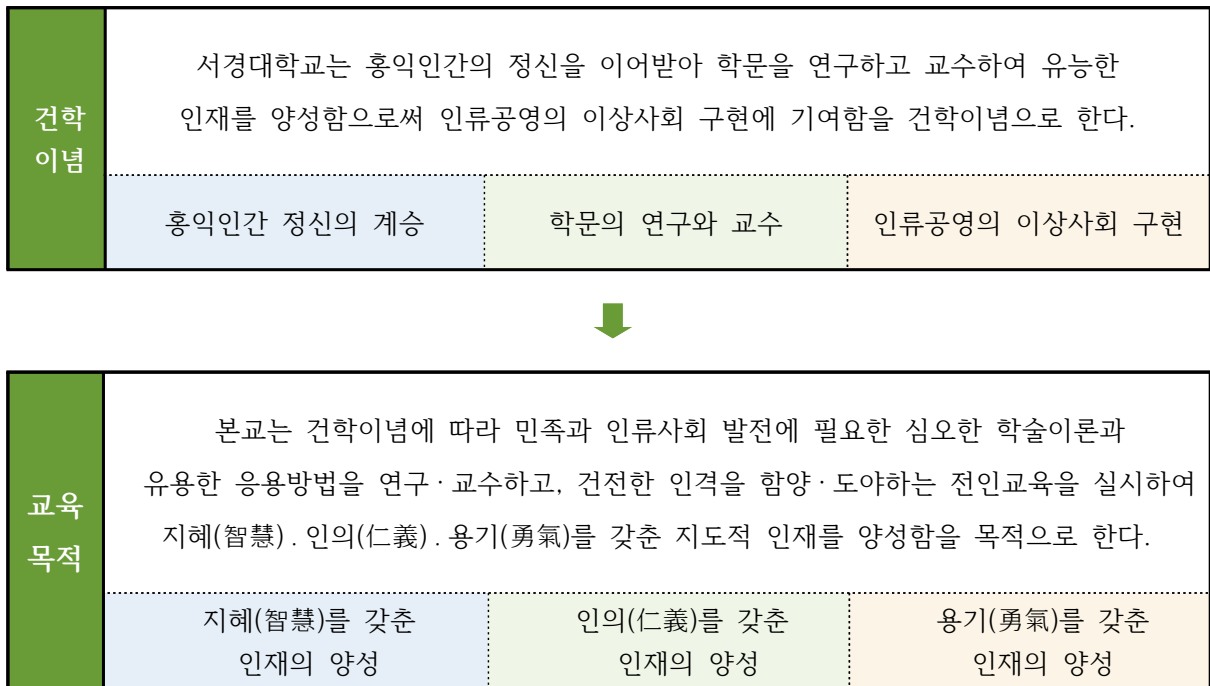 건학
이념
서경대학교는 홍익인간의 정신을 이어받아 학문을 연구하고 교수하여 유능한
인재를 양성함으로써 인류공영의 이상사회 구현에 기여함을 건학이념으로 한다.
홍익인간 정신의 계승
학문의 연구와 교수
인류공영의 이상사회 구현
교육
목적
본교는 건학이념에 따라 민족과 인류사회 발전에 필요한 심오한 학술이론과
유용한 응용방법을 연구·교수하고, 건전한 인격을 함양·도야하는 전인교육을 실시하여
지혜(智慧).인의(仁義).용기(勇氣)를 갖춘 지도적 인재를 양성함을 목적으로 한다.
지혜(智慧)를 갖춘
인재의 양성
인의(仁義)를 갖춘
인재의 양성
용기(勇氣)를 갖춘
인재의 양성